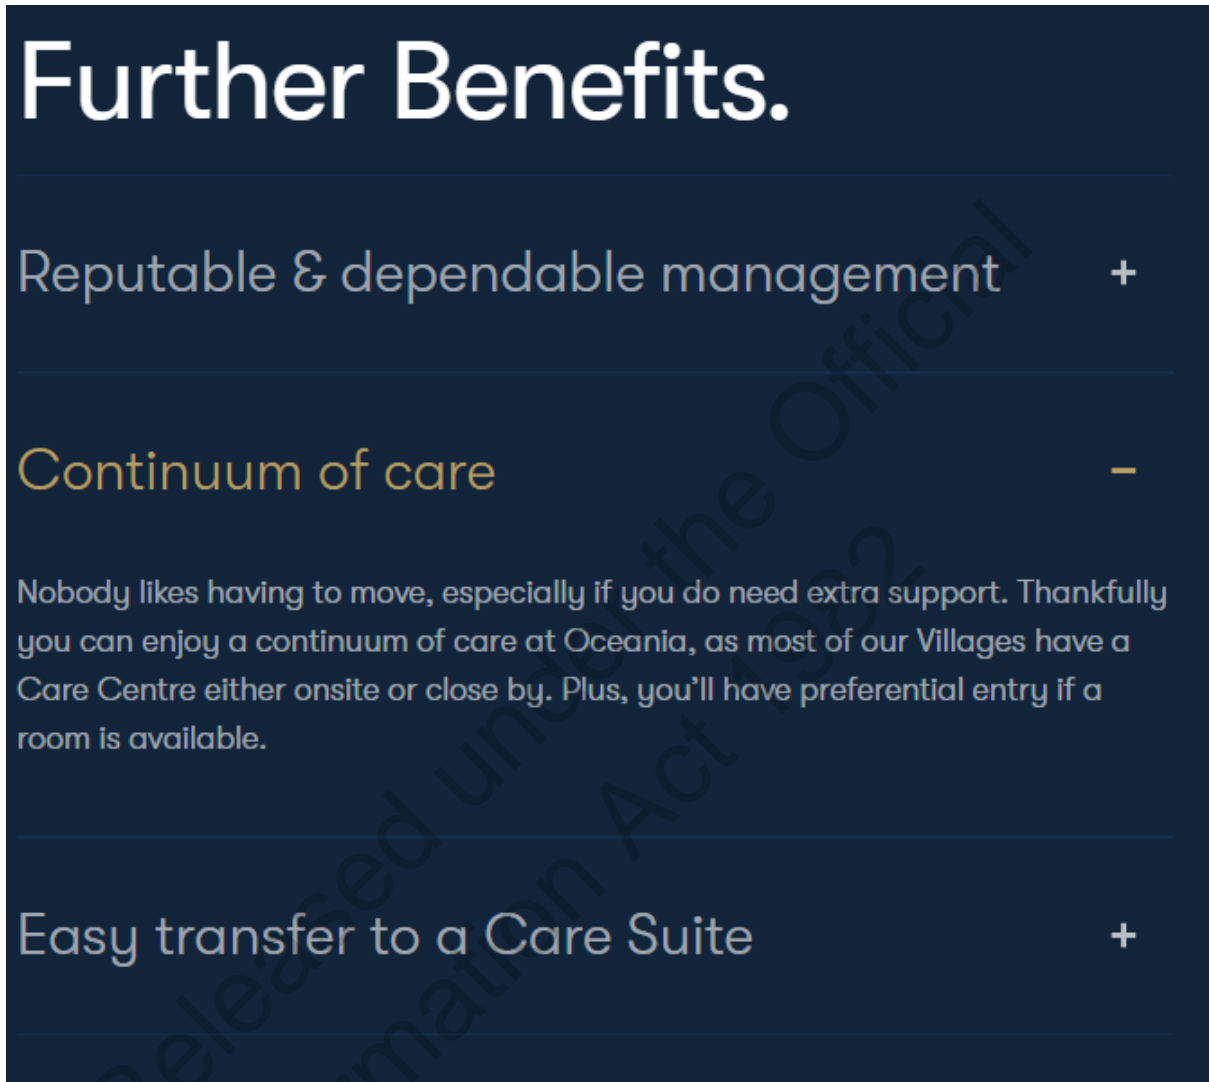 Further Benefits.
Reputable & dependable management +
Continuum of care –
Nobody likes having to move, especially if you do need extra support. Thankfully
you can enjoy a continuum of care at Oceania, as most of our Villages have a
Care Centre either onsite or close by. Plus, you’ll have preferential entry if a
room is available.
Easy transfer to a Care Suite +
Released under the Official
rmation Act 1982